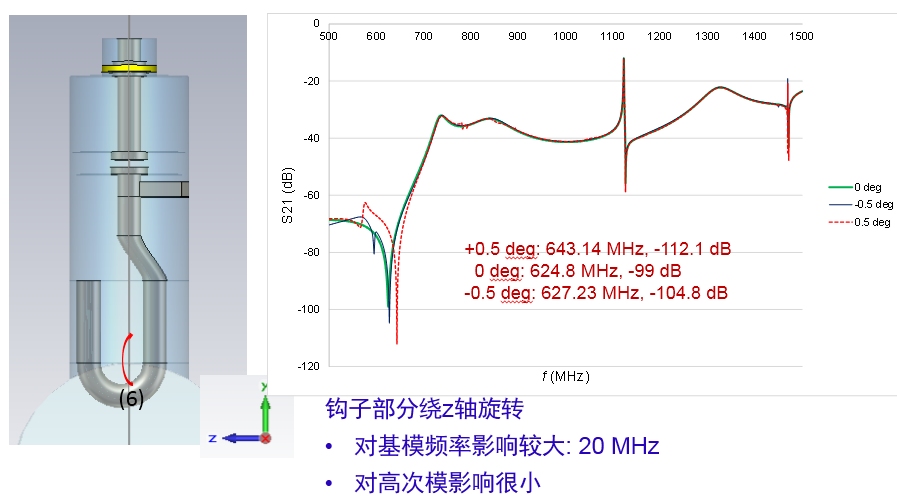 0
500 600 700 800 900 1000 1100 1200 1300 1400 1500
-20
-40
-60
-80
-100
-120
S21 (dB)
f (MHz)
0 deg
-0.5 deg
0.5 deg
+0.5 deg: 643.14 MHz, -112.1 dB
0 deg: 624.8 MHz, -99 dB
-0.5 deg: 627.23 MHz, -104.8 dB
(6)
Y
Z
钩子部分绕z轴旋转
• 对基模频率影响较大: 20 MHz
• 对高次模影响很小